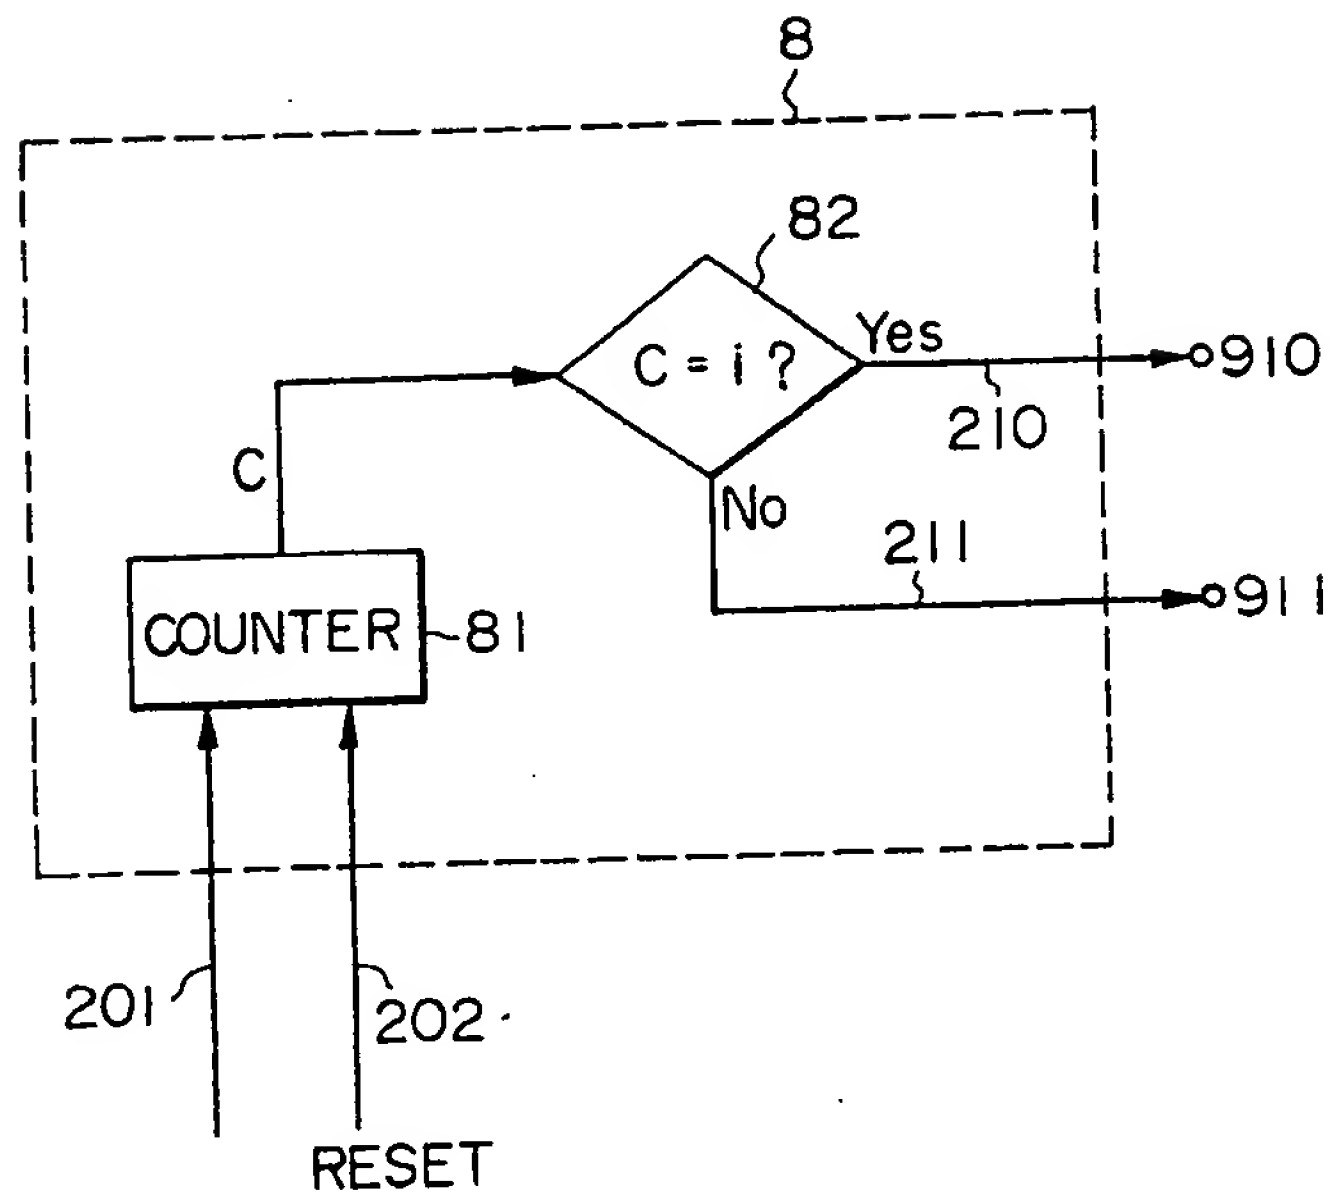 8
82
C = i ?
Yes
910
210
C
No
211
911
COUNTER
81
201
202
RESET